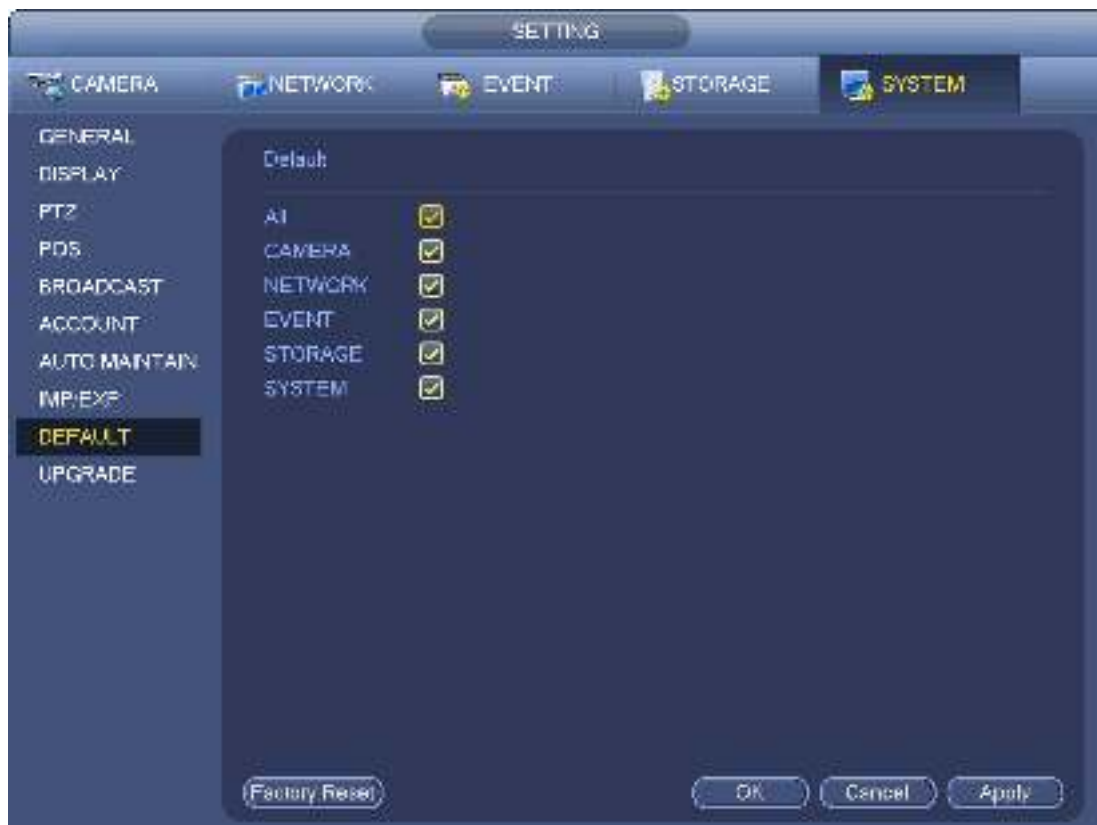 SETTING
CAMERA NETWORK EVENT STORAGE SYSTEM
GENERAL
DISPLAY
PTZ
POS
BROADCAST
ACCOUNT
AUTO MAINTAIN
IMP/EXP
DEFAULT
UPGRADE
Default
All
CAMERA
NETWORK
EVENT
STORAGE
SYSTEM
Factory Reset OK Cancel Apply